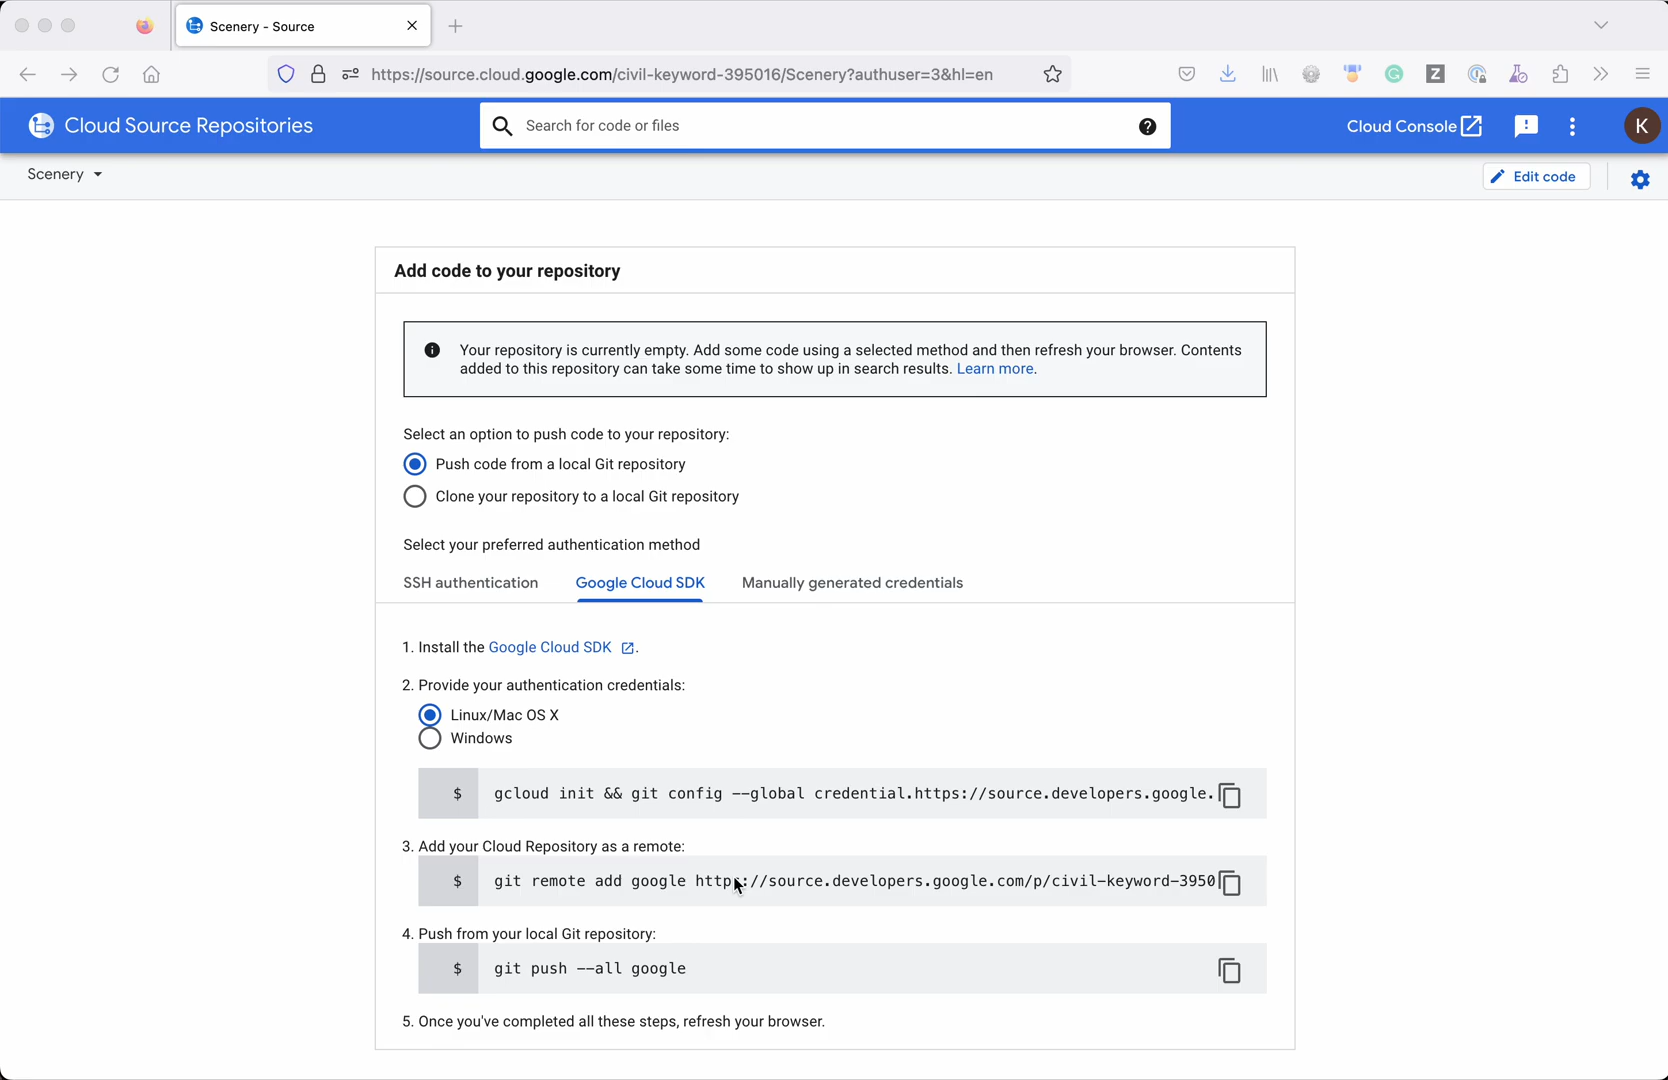 Scenery - Source
https://source.cloud.google.com/civil-keyword-395016/Scenery?authuser=3&hl=en
Z
G
Cloud Source Repositories
Search for code or files
?
Cloud Console
K
Scenery
Edit code
Add code to your repository
Your repository is currently empty. Add some code using a selected method and then refresh your browser. Contents
added to this repository can take some time to show up in search results. Learn more.
Select an option to push code to your repository:
Push code from a local Git repository
Clone your repository to a local Git repository
Select your preferred authentication method
SSH authentication
Google Cloud SDK
Manually generated credentials
1. Install the Google Cloud SDK.
2. Provide your authentication credentials:
Linux/Mac OS X
Windows
$ gcloud init && git config --global credential.https://source.developers.google.
3. Add your Cloud Repository as a remote:
$ git remote add google https://source.developers.google.com/p/civil-keyword-3950
4. Push from your local Git repository:
$ git push --all google
5. Once you've completed all these steps, refresh your browser.